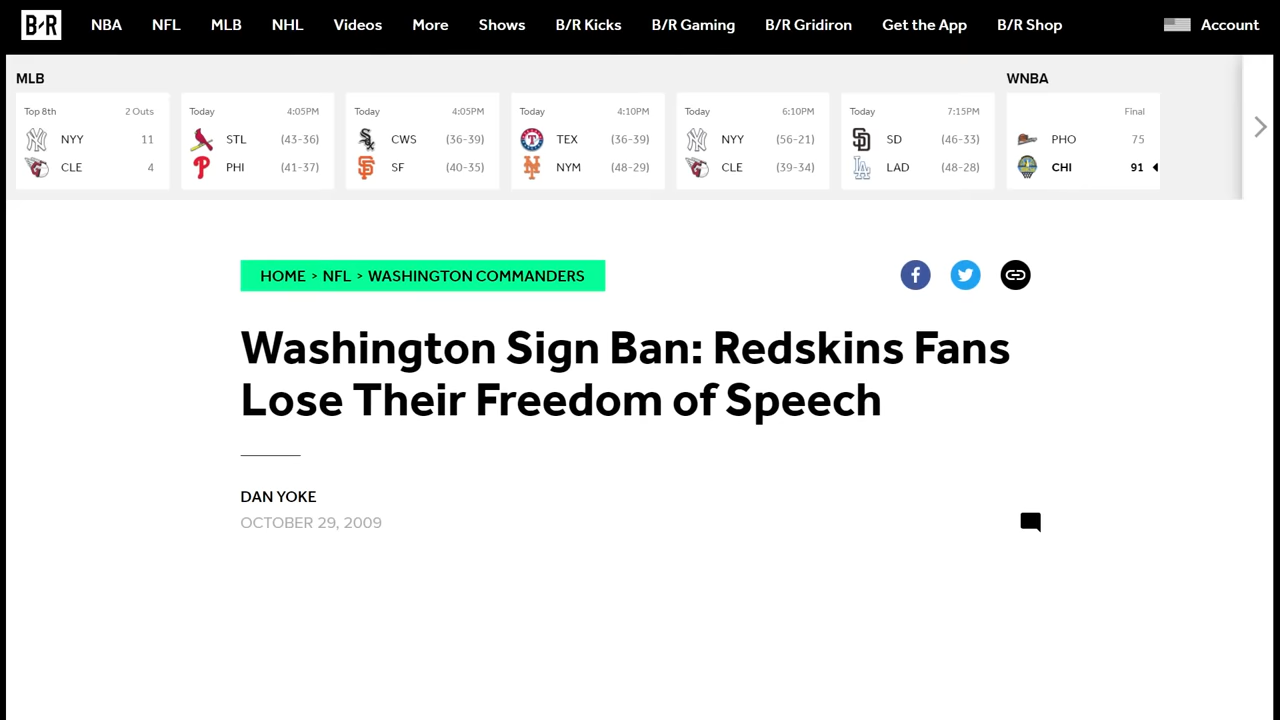 B/R NBA NFL MLB NHL Videos More Shows B/R Kicks B/R Gaming B/R Gridiron Get the App B/R Shop Account
MLB
Top 8th 2 Outs
NYY 11
CLE 4
Today 4:05PM
STL (43-36)
PHI (41-37)
Today 4:05PM
CWS (36-39)
SF (40-35)
Today 4:10PM
TEX (36-39)
NYM (48-29)
Today 6:10PM
NYY (56-21)
CLE (39-34)
Today 7:15PM
SD (46-33)
LAD (48-28)
WNBA
Final
PHO 75
CHI 91
HOME > NFL > WASHINGTON COMMANDERS
Washington Sign Ban: Redskins Fans
Lose Their Freedom of Speech
DAN YOKE
OCTOBER 29, 2009